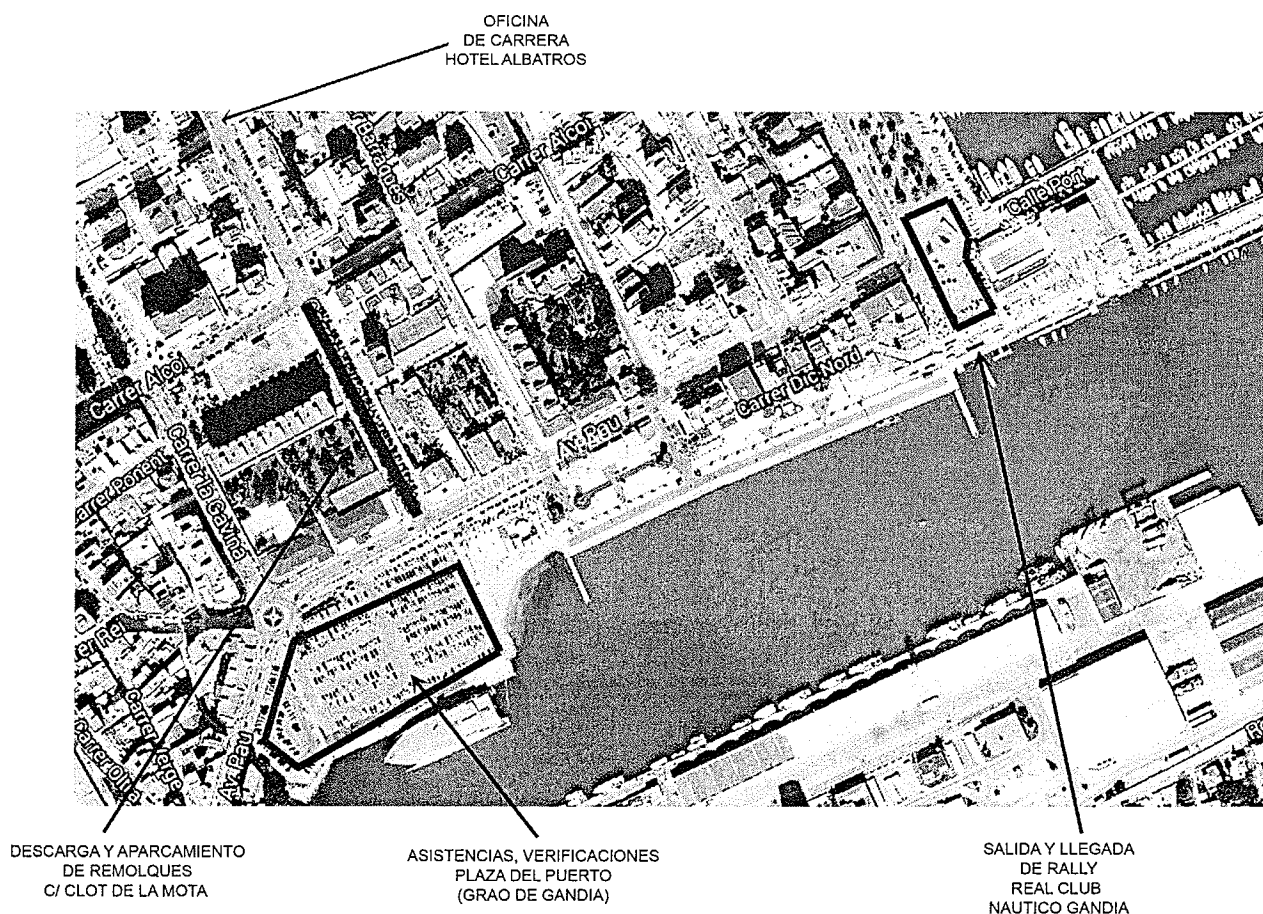 OFICINA
DE CARRERA
HOTEL ALBATROS
Carrer Alcoi
Calle Port
Carrer Alcoi
Carrer Dic Nord
Av. Pau
Carrer la Gavina
Carrer Ponent
Av. Pau
DESCARGA Y APARCAMIENTO
DE REMOLQUES
C/ CLOT DE LA MOTA
ASISTENCIAS, VERIFICACIONES
PLAZA DEL PUERTO
(GRAO DE GANDIA)
SALIDA Y LLEGADA
DE RALLY
REAL CLUB
NAUTICO GANDIA